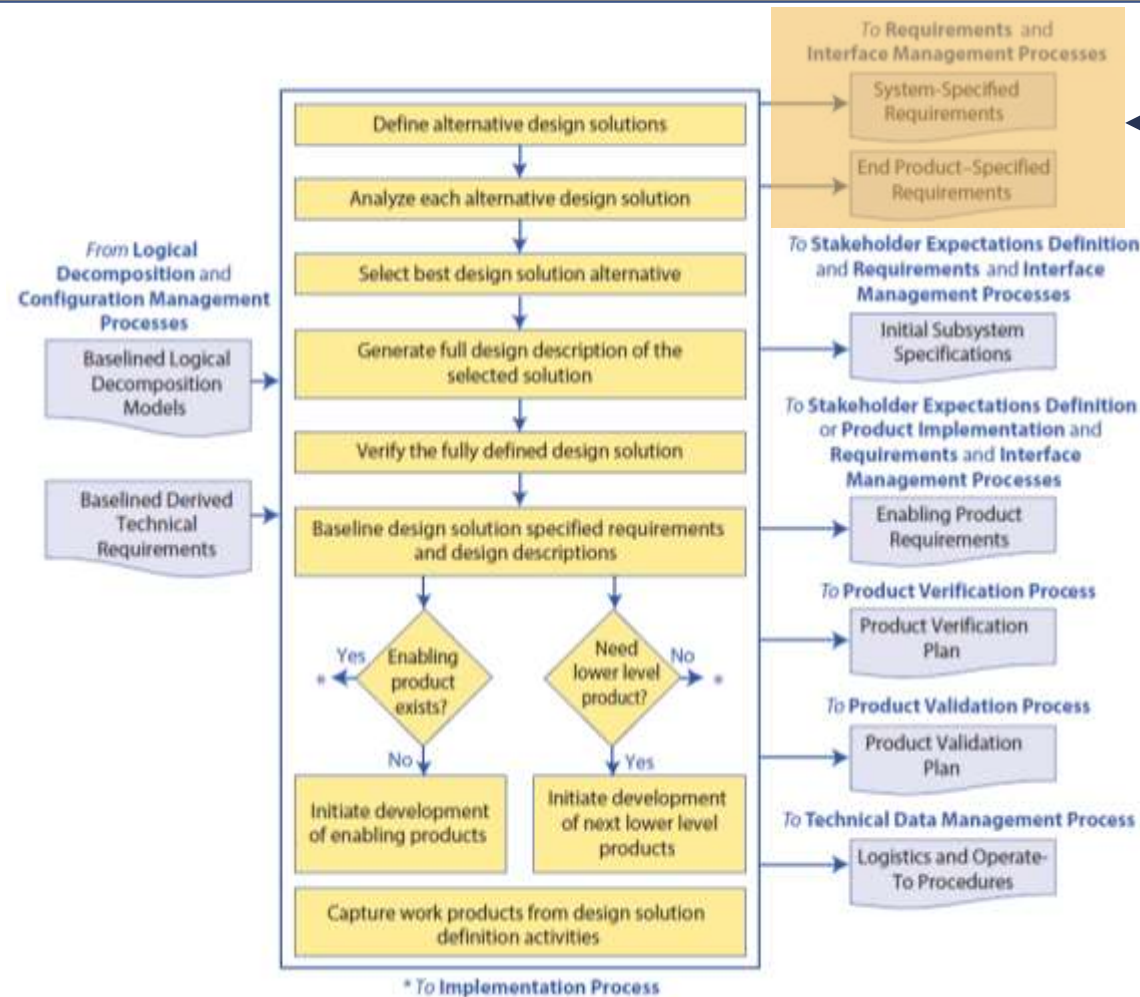 From Logical
Decomposition and
Configuration Management
Processes
Baselined Logical
Decomposition
Models
Baselined Derived
Technical
Requirements
Define alternative design solutions
Analyze each alternative design solution
Select best design solution alternative
Generate full design description of the
selected solution
Verify the fully defined design solution
Baseline design solution specified requirements
and design descriptions
Yes
Enabling
product
exists?
*
No
Need
lower level
product?
No
*
Yes
Initiate development
of enabling products
Initiate development
of next lower level
products
Capture work products from design solution
definition activities
* To Implementation Process
To Requirements and
Interface Management Processes
System-Specified
Requirements
End Product–Specified
Requirements
To Stakeholder Expectations Definition
and Requirements and Interface
Management Processes
Initial Subsystem
Specifications
To Stakeholder Expectations Definition
or Product Implementation and
Requirements and Interface
Management Processes
Enabling Product
Requirements
To Product Verification Process
Product Verification
Plan
To Product Validation Process
Product Validation
Plan
To Technical Data Management Process
Logistics and Operate-
To Procedures